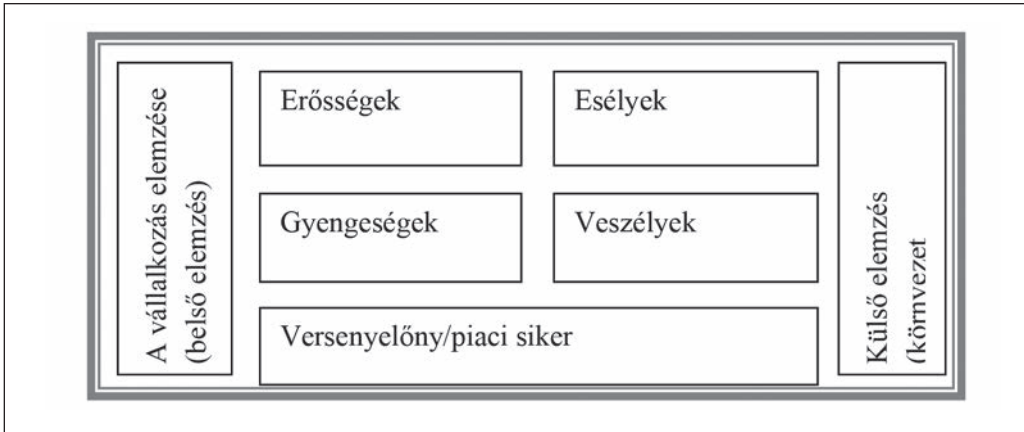 A vállalkozás elemzése
(belső elemzés)
Erősségek
Esélyek
Gyengeségek
Veszélyek
Versenyelőny/piaci siker
Külső elemzés
(környezet